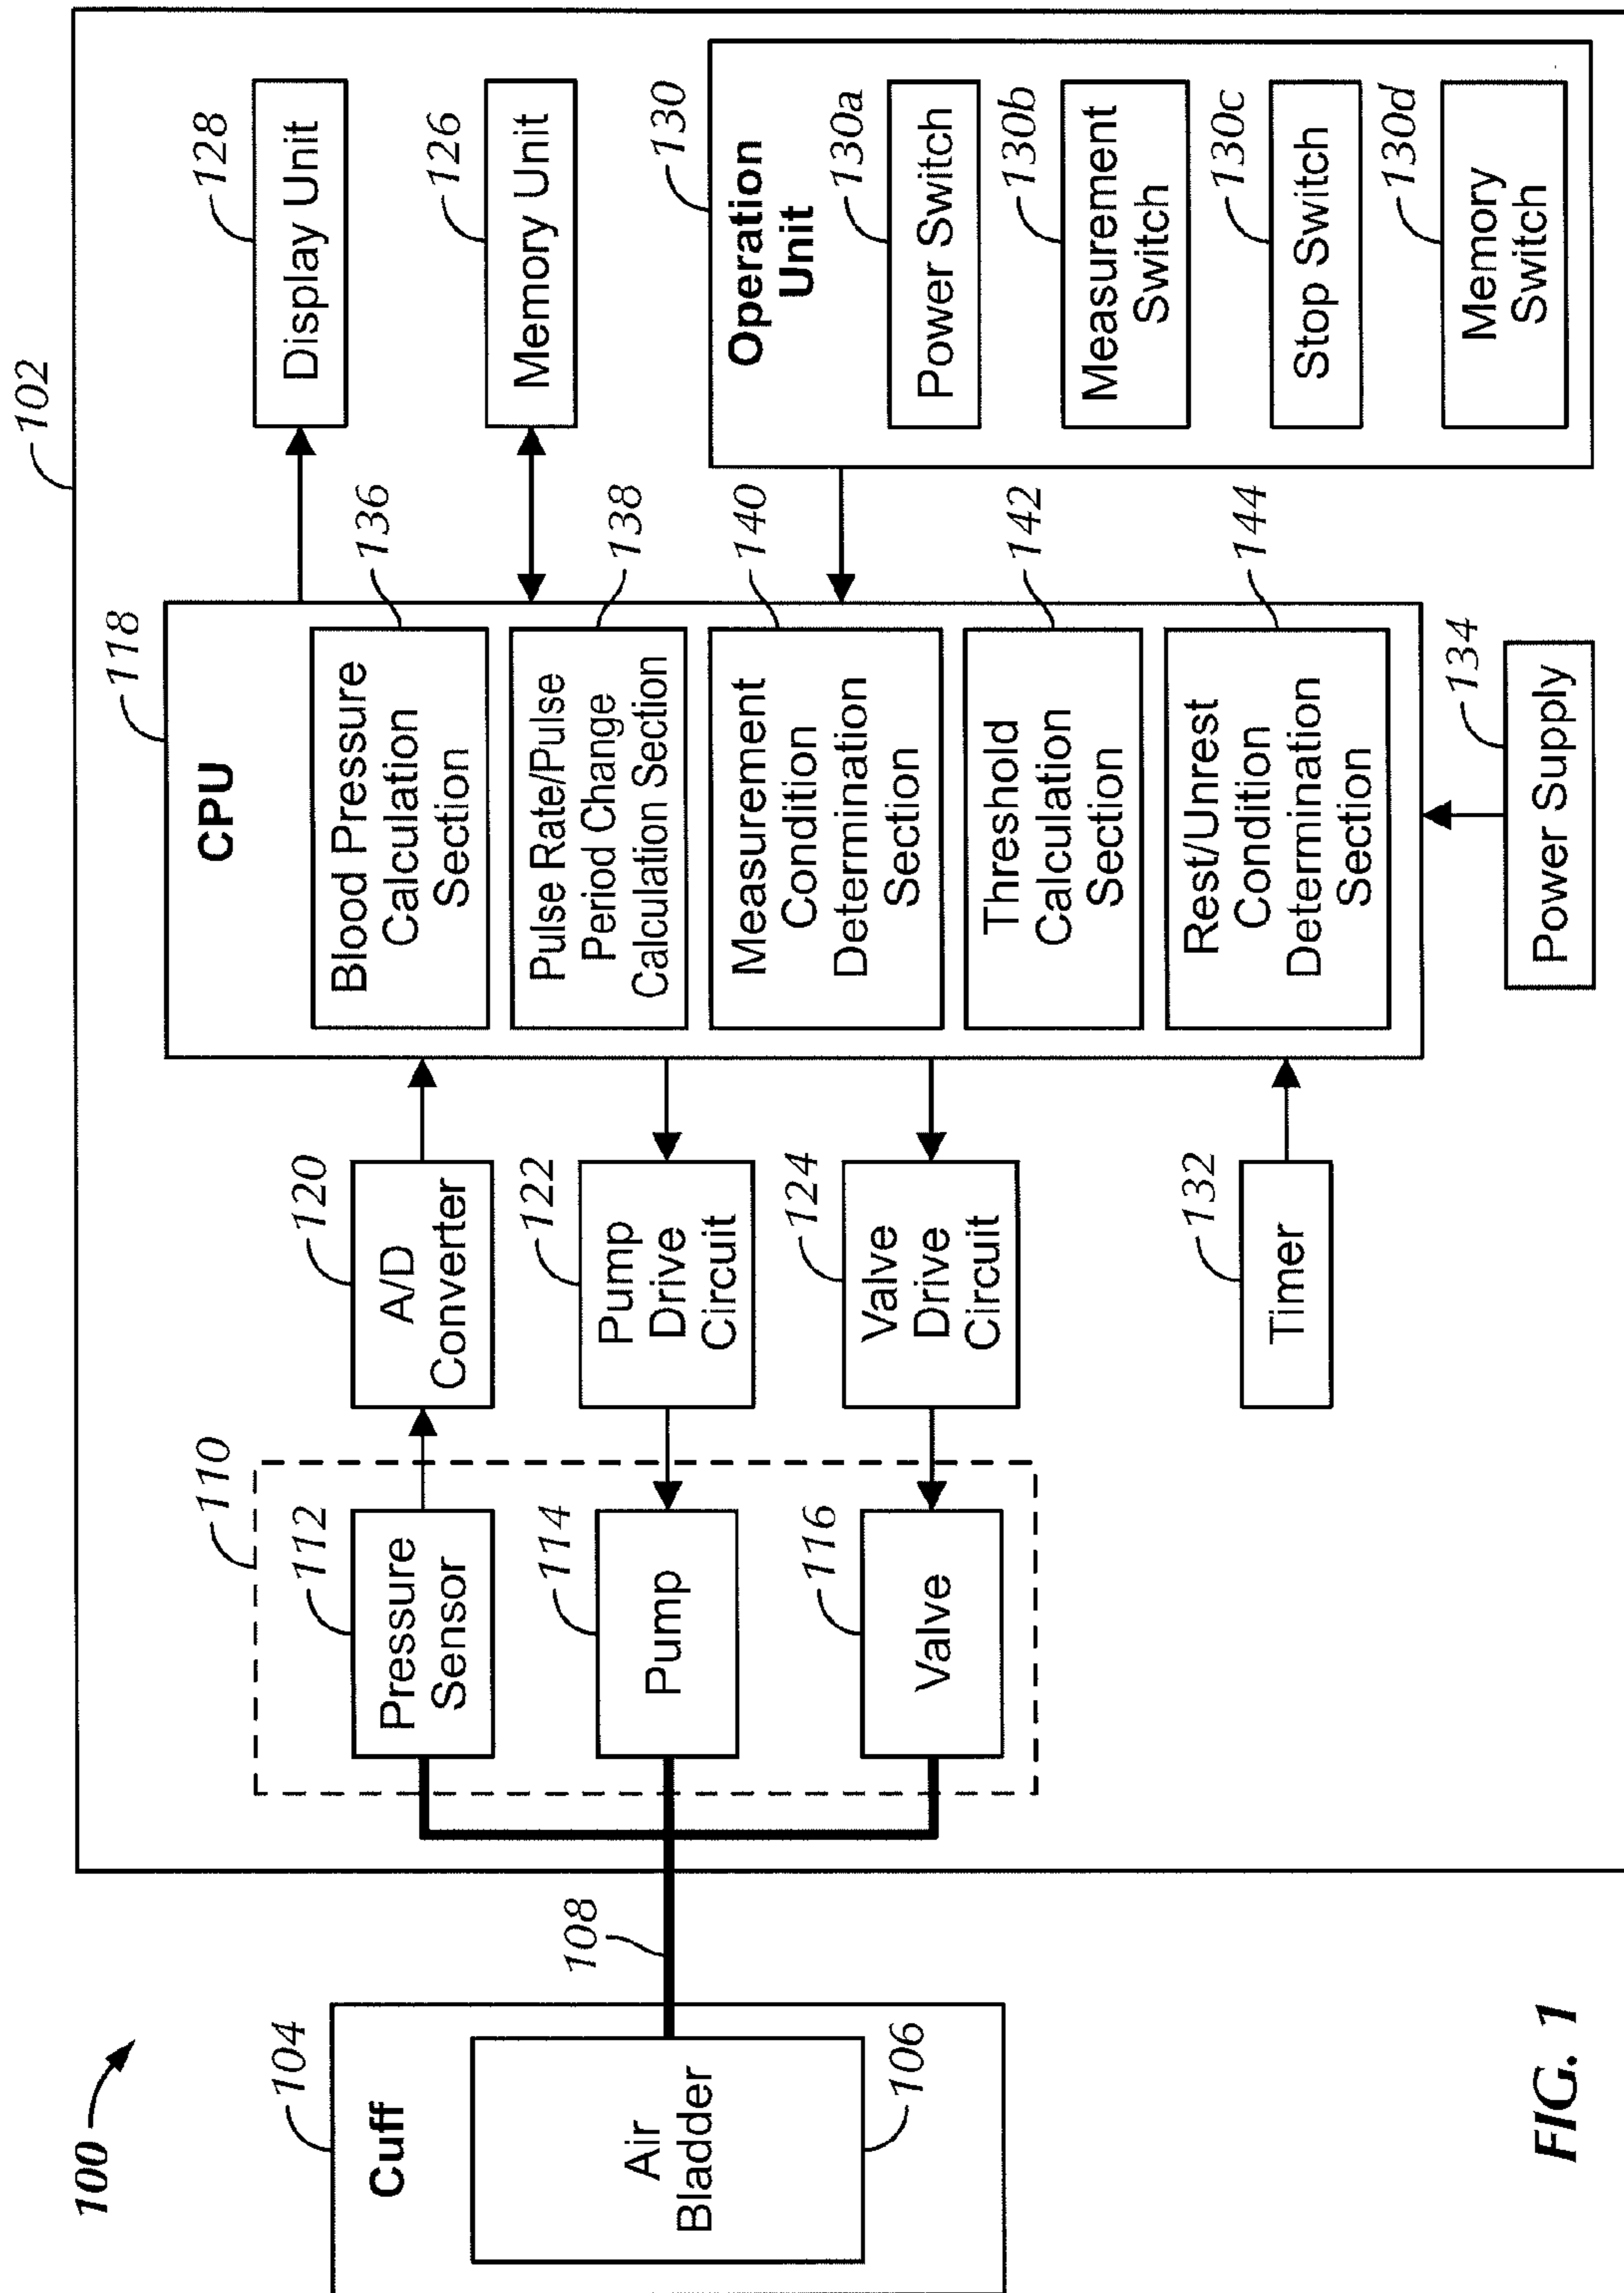 100
102
104
Cuff
Air
Bladder
106
108
110
112
Pressure
Sensor
114
Pump
116
Valve
120
A/D
Converter
122
Pump
Drive
Circuit
124
Valve
Drive
Circuit
132
Timer
118
CPU
Blood Pressure
Calculation
Section
136
Pulse Rate/Pulse
Period Change
Calculation Section
138
Measurement
Condition
Determination
Section
140
Threshold
Calculation
Section
142
Rest/Unrest
Condition
Determination
Section
144
134
Power Supply
128
Display Unit
126
Memory Unit
130
Operation
Unit
130a
Power Switch
130b
Measurement
Switch
130c
Stop Switch
130d
Memory
Switch
FIG. 1